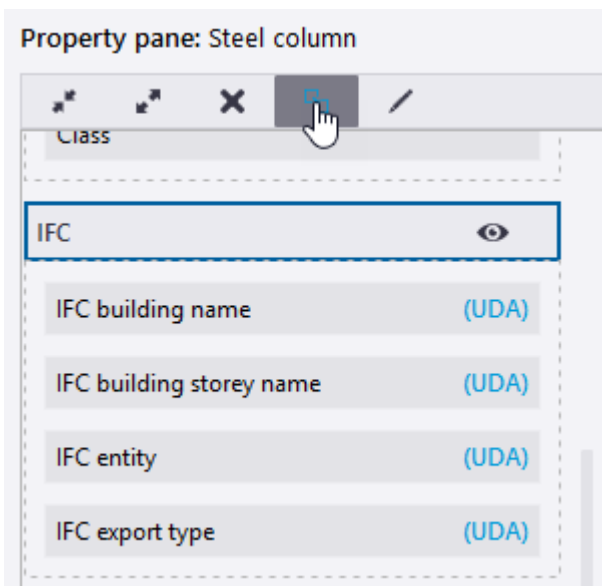 Property pane: Steel column
Class
IFC
IFC building name (UDA)
IFC building storey name (UDA)
IFC entity (UDA)
IFC export type (UDA)